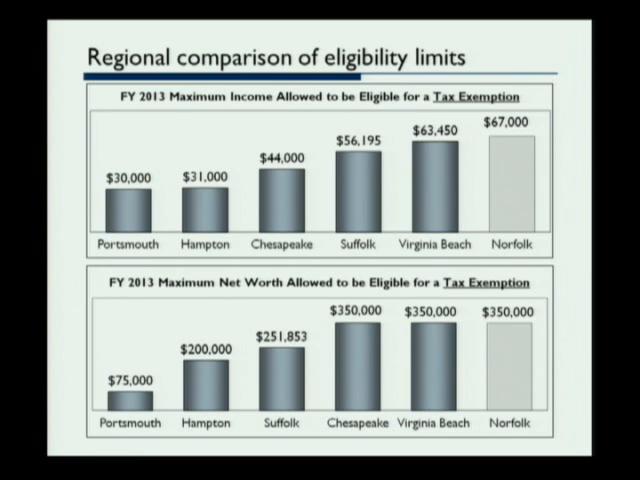 Regional comparison of eligibility limits
FY 2013 Maximum Income Allowed to be Eligible for a Tax Exemption
$30,000 $31,000 $44,000 $56,195 $63,450 $67,000
Portsmouth Hampton Chesapeake Suffolk Virginia Beach Norfolk
FY 2013 Maximum Net Worth Allowed to be Eligible for a Tax Exemption
$75,000 $200,000 $251,853 $350,000 $350,000 $350,000
Portsmouth Hampton Suffolk Chesapeake Virginia Beach Norfolk